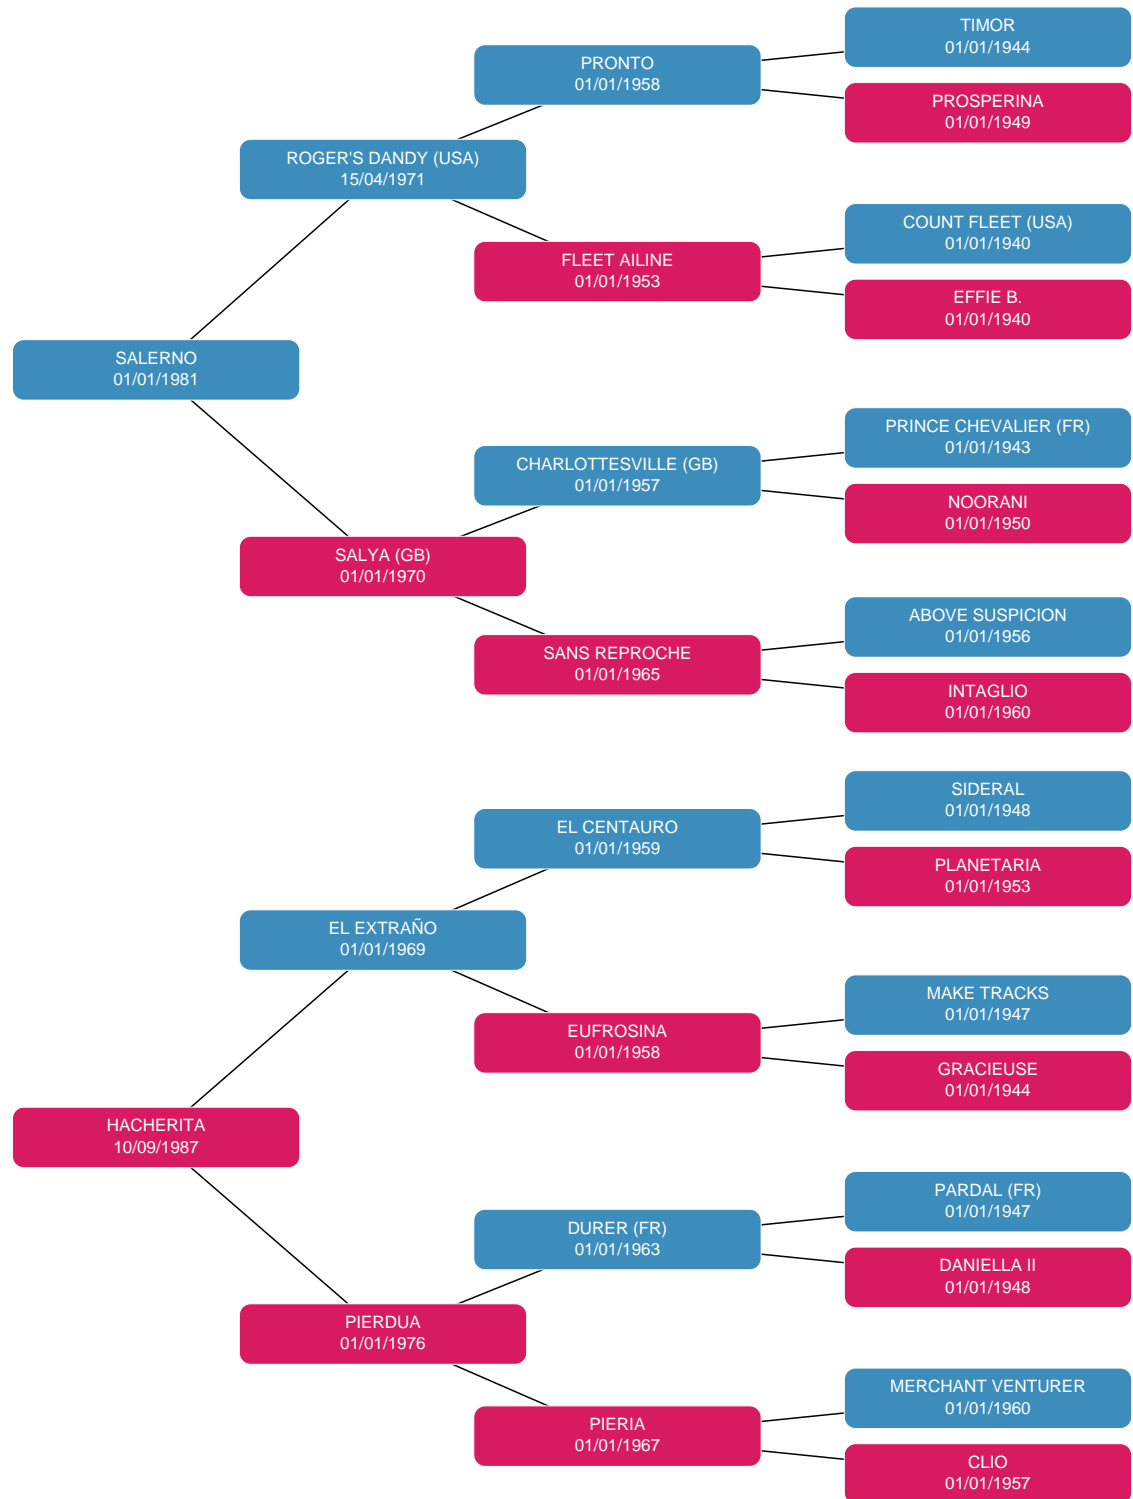 TIMOR
01/01/1944
PRONTO
01/01/1958
PROSPERINA
01/01/1949
ROGER'S DANDY (USA)
15/04/1971
COUNT FLEET (USA)
01/01/1940
FLEET AILINE
01/01/1953
EFFIE B.
01/01/1940
SALERNO
01/01/1981
PRINCE CHEVALIER (FR)
01/01/1943
CHARLOTTESVILLE (GB)
01/01/1957
NOORANI
01/01/1950
SALYA (GB)
01/01/1970
ABOVE SUSPICION
01/01/1956
SANS REPROCHE
01/01/1965
INTAGLIO
01/01/1960
SIDERAL
01/01/1948
EL CENTAURO
01/01/1959
PLANETARIA
01/01/1953
EL EXTRAÑO
01/01/1969
MAKE TRACKS
01/01/1947
EUFROSINA
01/01/1958
GRACIEUSE
01/01/1944
HACHERITA
10/09/1987
PARDAL (FR)
01/01/1947
DURER (FR)
01/01/1963
DANIELLA II
01/01/1948
PIERDUA
01/01/1976
MERCHANT VENTURER
01/01/1960
PIERIA
01/01/1967
CLIO
01/01/1957